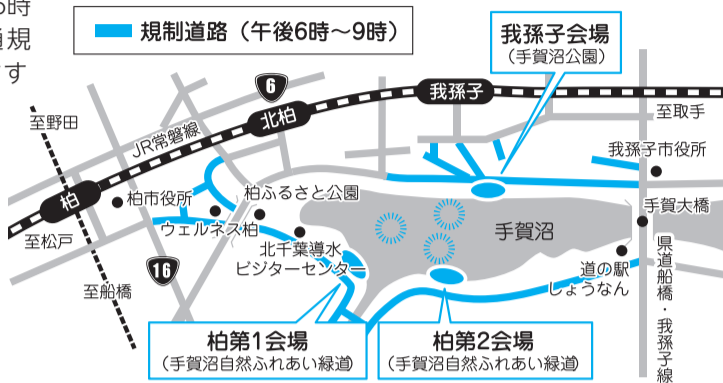 6時
規
す
規制道路（午後6時～9時）
我孫子会場
（手賀沼公園）
6
我孫子
北柏
至野田
JR常磐線
至取手
我孫子市役所
柏
柏市役所
柏ふるさと公園
ウェルネス柏
手賀大橋
手賀沼
至松戸
北千葉導水
ビジターセンター
16
道の駅
しょうなん
県道船橋・我孫子線
至船橋
柏第1会場
（手賀沼自然ふれあい緑道）
柏第2会場
（手賀沼自然ふれあい緑道）